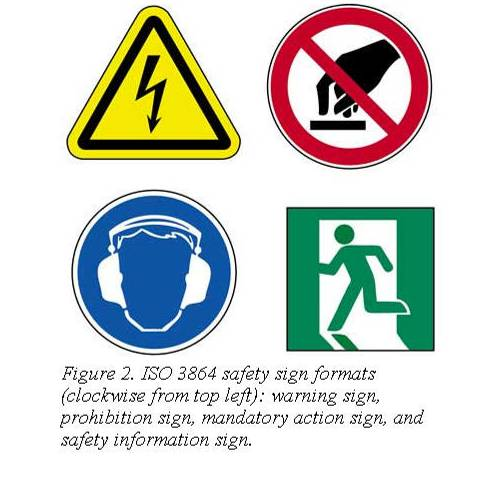 Figure 2. ISO 3864 safety sign formats
(clockwise from top left): warning sign,
prohibition sign, mandatory action sign, and
safety information sign.